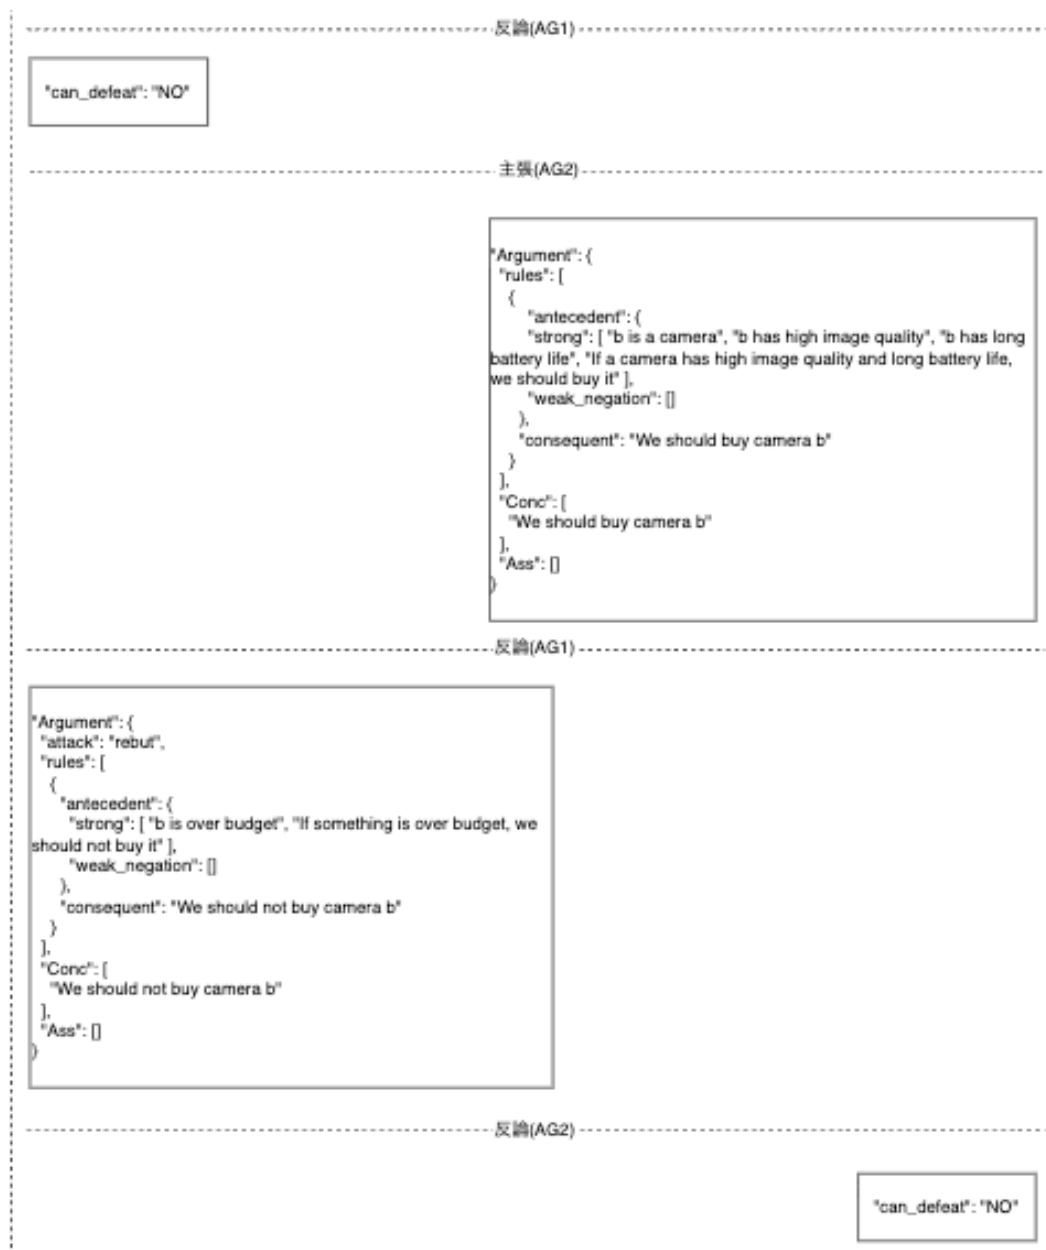 反論(AG1)
"can_defeat": "NO"
主張(AG2)
"Argument": {
"rules": [
{
"antecedent": {
"strong": [ "b is a camera", "b has high image quality", "b has long
battery life", "If a camera has high image quality and long battery life,
we should buy it" ],
"weak_negation": []
},
"consequent": "We should buy camera b"
}
],
"Conc": [
"We should buy camera b"
],
"Ass": []
}
反論(AG1)
"Argument": {
"attack": "rebut",
"rules": [
{
"antecedent": {
"strong": [ "b is over budget", "If something is over budget, we
should not buy it" ],
"weak_negation": []
},
"consequent": "We should not buy camera b"
}
],
"Conc": [
"We should not buy camera b"
],
"Ass": []
}
反論(AG2)
"can_defeat": "NO"